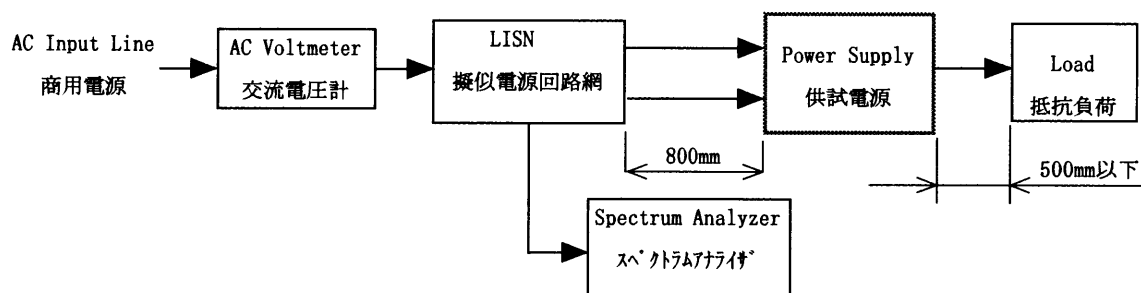 AC Input Line
商用電源
AC Voltmeter
交流電圧計
LISN
擬似電源回路網
Power Supply
供試電源
Load
抵抗負荷
800mm
500mm以下
Spectrum Analyzer
スペクトラムアナライザ